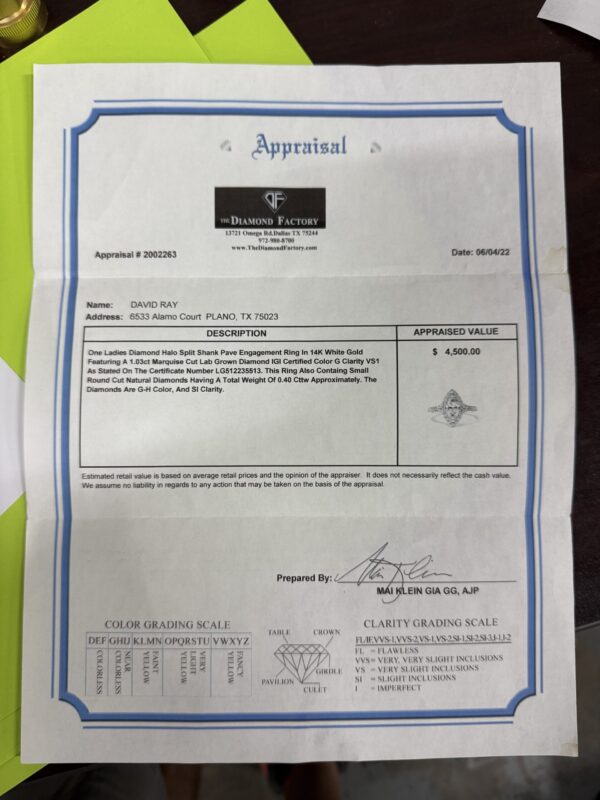 Appraisal
DF
THE DIAMOND FACTORY
13721 Omega Rd, Dallas TX 75244
972-980-8700
www.TheDiamondFactory.com
Appraisal # 2002263
Date: 06/04/22
Name: DAVID RAY
Address: 6533 Alamo Court PLANO, TX 75023
DESCRIPTION
APPRAISED VALUE
One Ladies Diamond Halo Split Shank Pave Engagement Ring In 14K White Gold
Featuring A 1.03ct Marquise Cut Lab Grown Diamond IGI Certified Color G Clarity VS1
As Stated On The Certificate Number LG512235513. This Ring Also Containg Small
Round Cut Natural Diamonds Having A Total Weight Of 0.40 Cttw Approximately. The
Diamonds Are G-H Color, And SI Clarity.
$ 4,500.00
Estimated retail value is based on average retail prices and the opinion of the appraiser. It does not necessarily reflect the cash value.
We assume no liability in regards to any action that may be taken on the basis of the appraisal.
Prepared By:
MAI KLEIN GIA GG, AJP
COLOR GRADING SCALE
DEF GHIJ KLMN OPQRSTU VWXYZ
COLORLESS
NEAR
COLORLESS
FAINT
YELLOW
VERY
LIGHT
YELLOW
FANCY
YELLOW
TABLE
CROWN
GIRDLE
PAVILION
CULET
CLARITY GRADING SCALE
FL/IF,VVS-1,VVS-2,VS-1,VS-2,SI-1,SI-2,SI-3,I-1,I-2
FL = FLAWLESS
VVS= VERY, VERY SLIGHT INCLUSIONS
VS = VERY SLIGHT INCLUSIONS
SI = SLIGHT INCLUSIONS
I = IMPERFECT